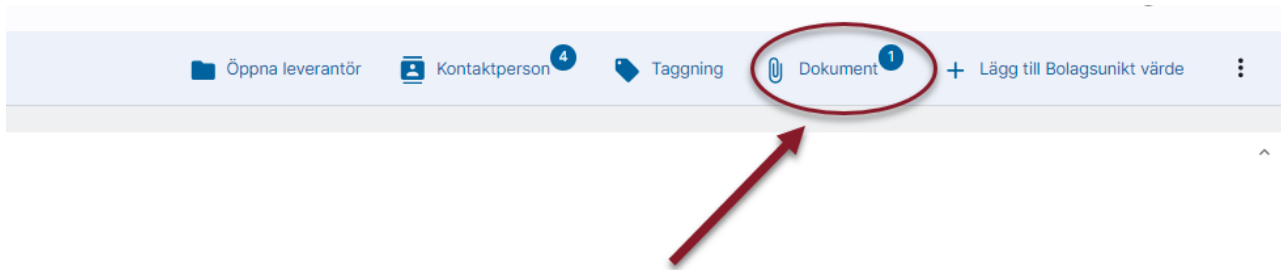 Öppna leverantör Kontaktperson 4 Taggning Dokument 1 + Lägg till Bolagsunikt värde